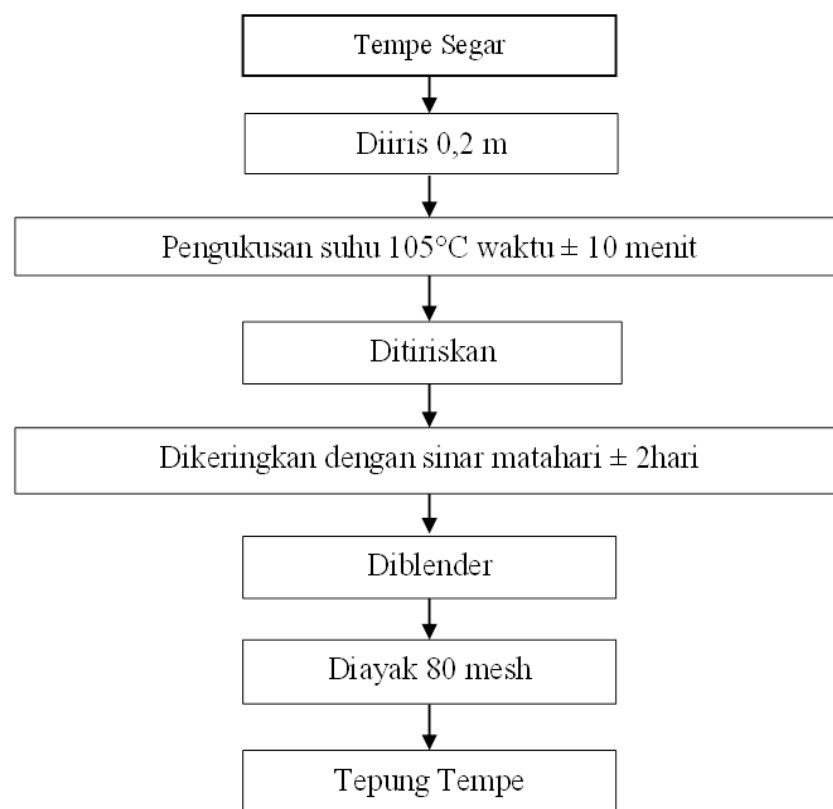 Tempe Segar
Diiris 0,2 m
Pengukusan suhu 105°C waktu ± 10 menit
Ditiriskan
Dikeringkan dengan sinar matahari ± 2hari
Diblender
Diayak 80 mesh
Tepung Tempe